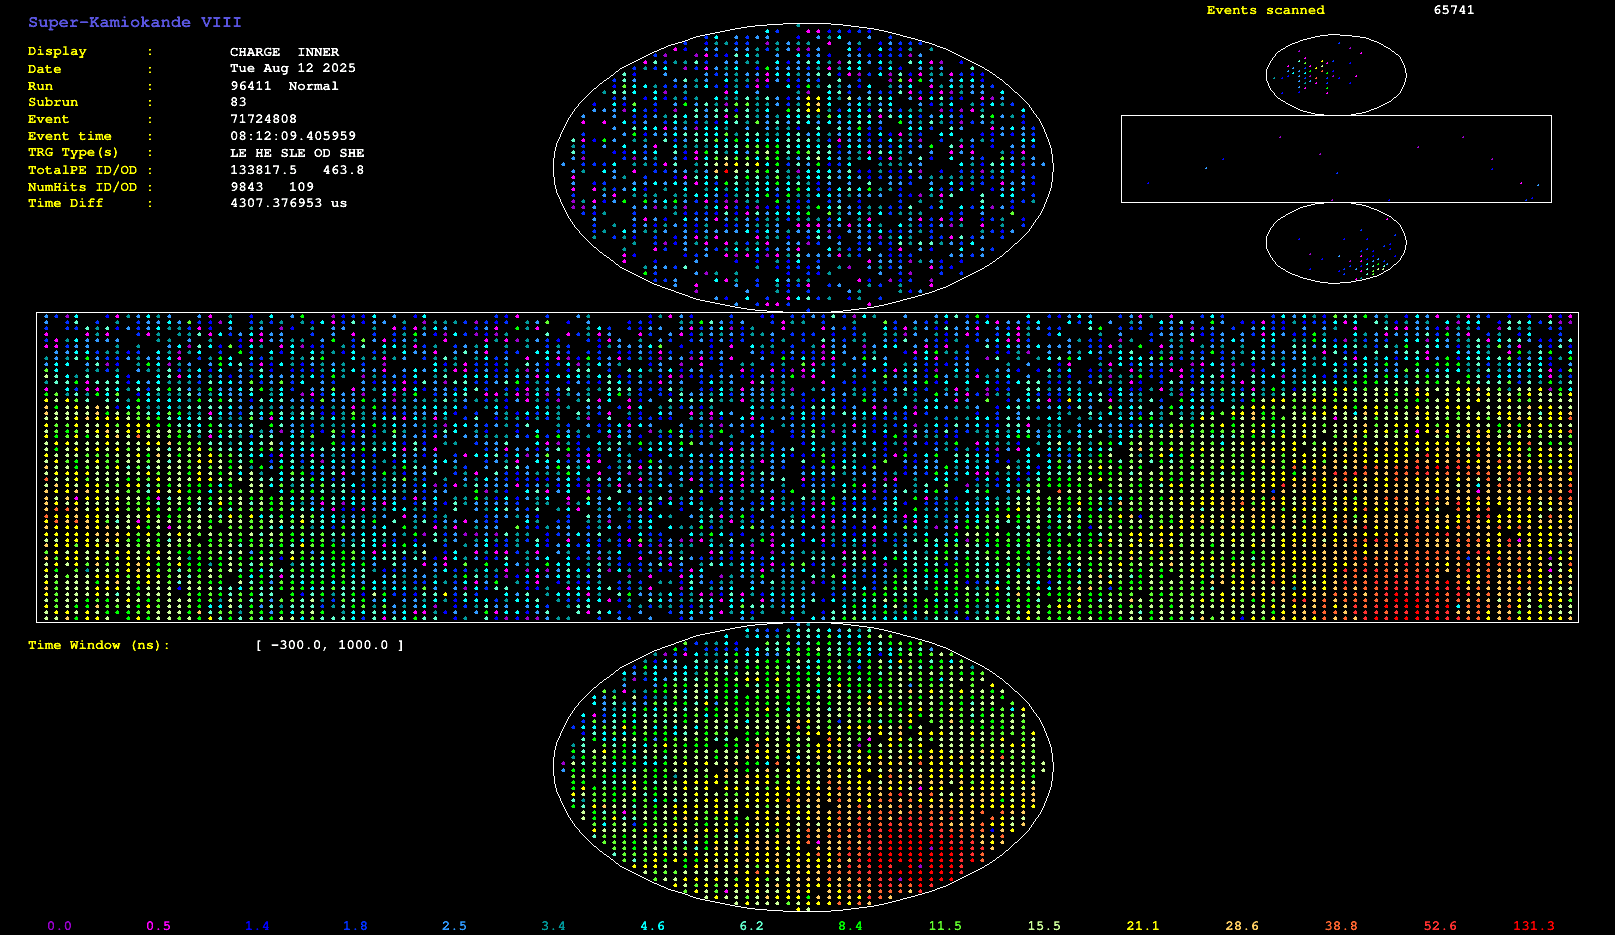 Super-Kamiokande VIII
Events scanned 65741
Display : CHARGE INNER
Date : Tue Aug 12 2025
Run : 96411 Normal
Subrun : 83
Event : 71724808
Event time : 08:12:09.405959
TRG Type(s) : LE HE SLE OD SHE
TotalPE ID/OD : 133817.5 463.8
NumHits ID/OD : 9843 109
Time Diff : 4307.376953 us
Time Window (ns): [ -300.0, 1000.0 ]
0.0 0.5 1.4 1.8 2.5 3.4 4.6 6.2 8.4 11.5 15.5 21.1 28.6 38.8 52.6 131.3